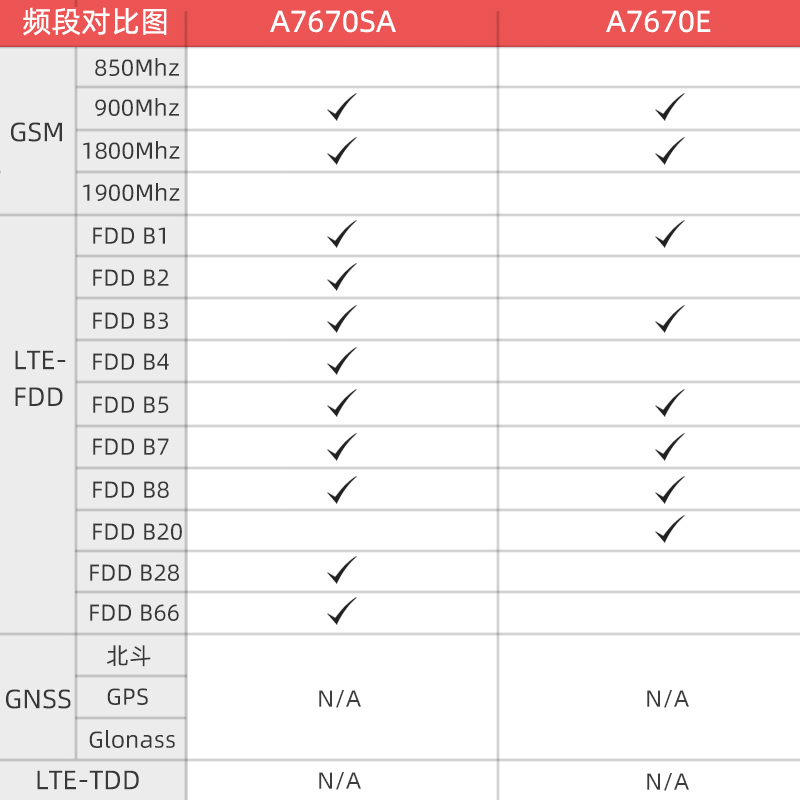 频段对比图 A7670SA A7670E
850Mhz
900Mhz ✓ ✓
GSM
1800Mhz ✓ ✓
1900Mhz
FDD B1 ✓ ✓
FDD B2 ✓
FDD B3 ✓ ✓
LTE-
FDD B4 ✓
FDD
FDD B5 ✓ ✓
FDD B7 ✓ ✓
FDD B8 ✓ ✓
FDD B20 ✓
FDD B28 ✓
FDD B66 ✓
北斗
GNSS GPS N/A N/A
Glonass
LTE-TDD N/A N/A